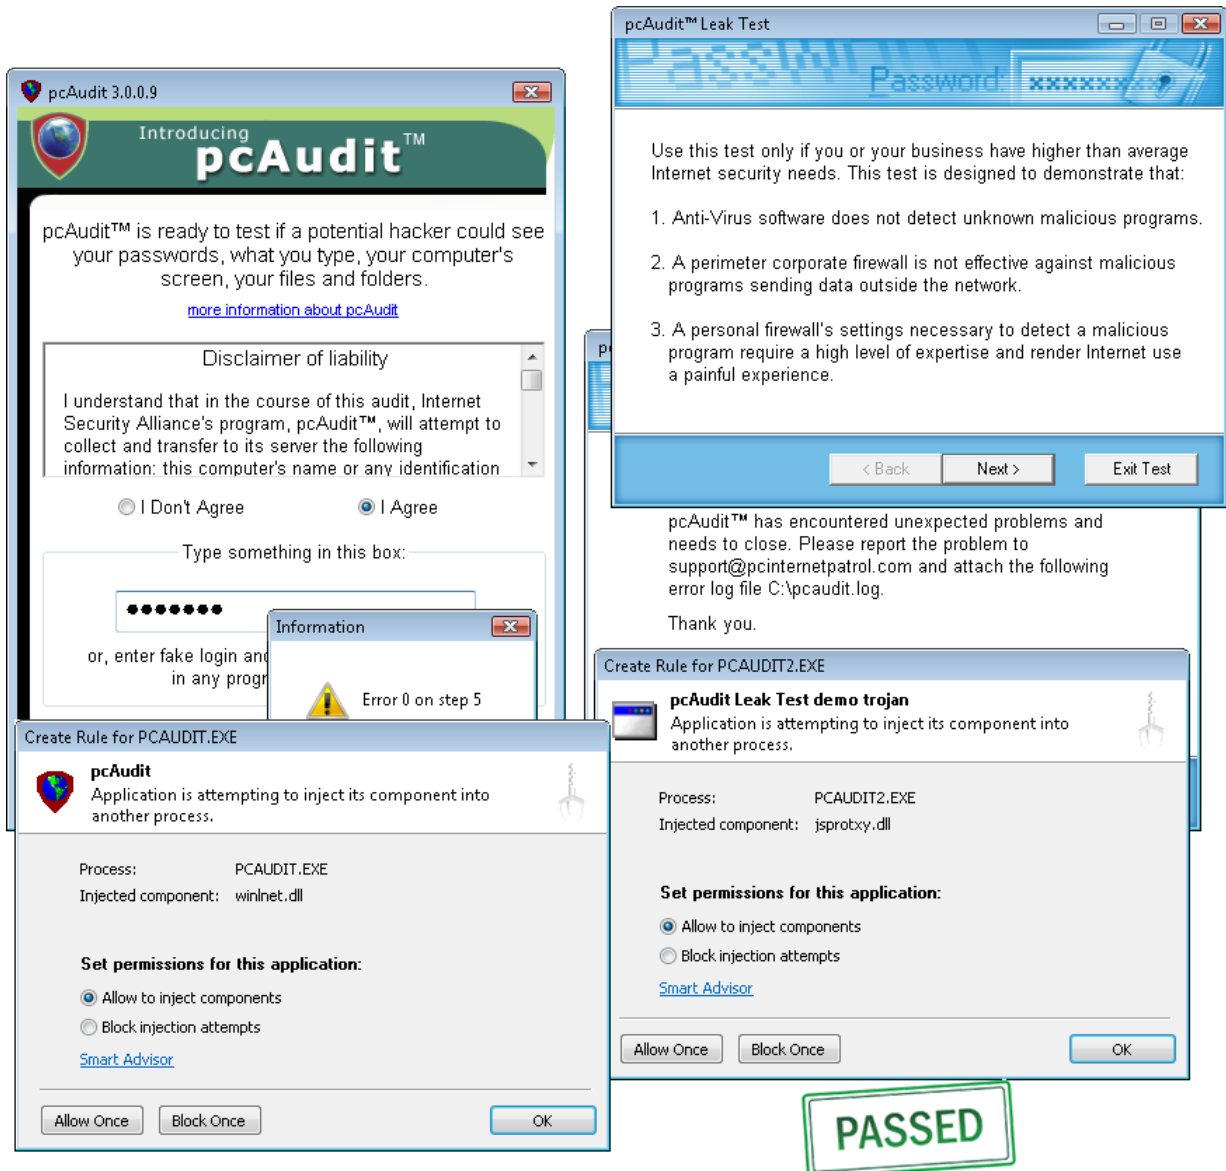 pcAudit™ Leak Test
Password: xxxxxxxx
pcAudit 3.0.0.9
Introducing
pcAudit™
pcAudit™ is ready to test if a potential hacker could see
your passwords, what you type, your computer's
screen, your files and folders.
more information about pcAudit
Disclaimer of liability
I understand that in the course of this audit, Internet
Security Alliance's program, pcAudit™, will attempt to
collect and transfer to its server the following
information: this computer's name or any identification
I Don't Agree
I Agree
Type something in this box:
or, enter fake login and
in any progr
Use this test only if you or your business have higher than average
Internet security needs. This test is designed to demonstrate that:
1. Anti-Virus software does not detect unknown malicious programs.
2. A perimeter corporate firewall is not effective against malicious
programs sending data outside the network.
3. A personal firewall's settings necessary to detect a malicious
program require a high level of expertise and render Internet use
a painful experience.
< Back
Next >
Exit Test
pcAudit™ has encountered unexpected problems and
needs to close. Please report the problem to
support@pcinternetpatrol.com and attach the following
error log file C:\pcaudit.log.
Thank you.
Information
Error 0 on step 5
Create Rule for PCAUDIT.EXE
pcAudit
Application is attempting to inject its component into
another process.
Process: PCAUDIT.EXE
Injected component: winlnet.dll
Set permissions for this application:
Allow to inject components
Block injection attempts
Smart Advisor
Allow Once
Block Once
OK
Create Rule for PCAUDIT2.EXE
pcAudit Leak Test demo trojan
Application is attempting to inject its component into
another process.
Process: PCAUDIT2.EXE
Injected component: jsprotxy.dll
Set permissions for this application:
Allow to inject components
Block injection attempts
Smart Advisor
Allow Once
Block Once
OK
PASSED